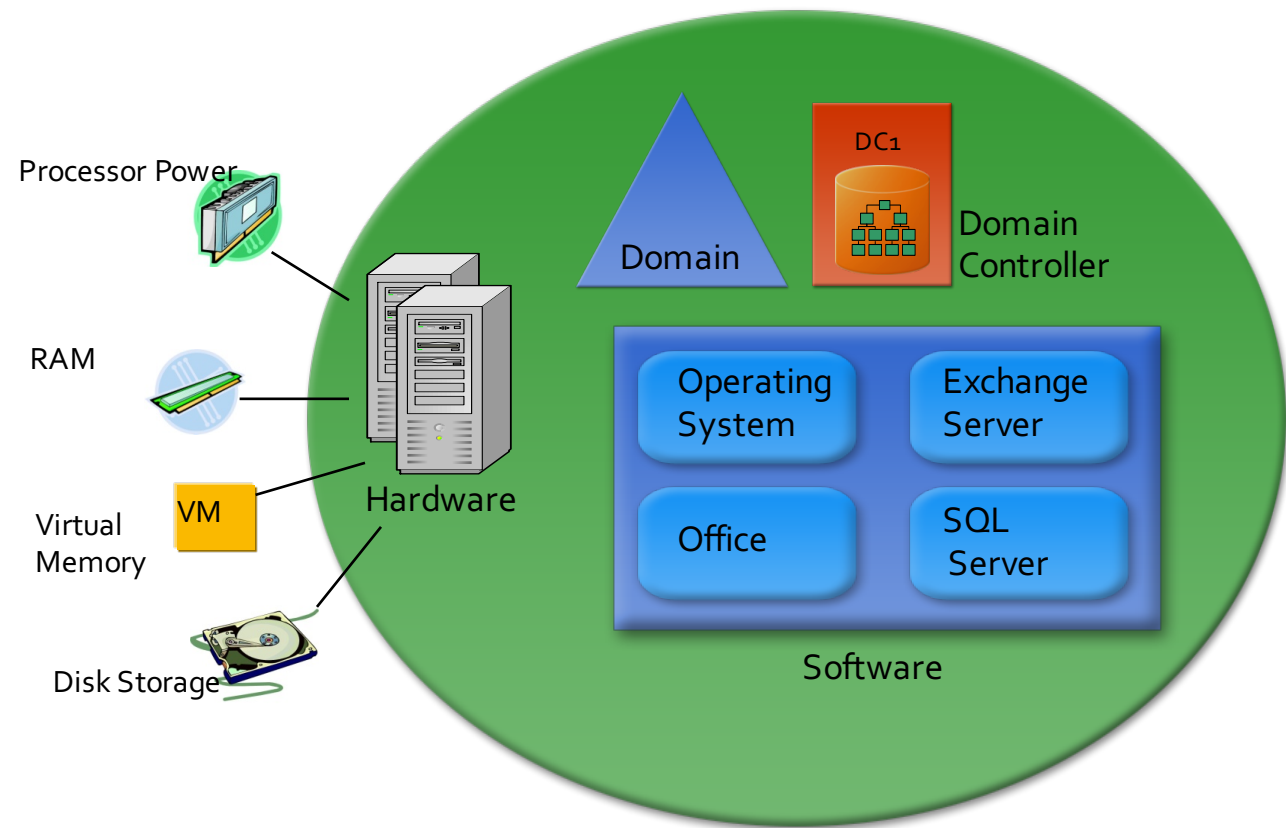 Processor Power
RAM
VM
Virtual
Memory
Disk Storage
Hardware
Domain
DC1
Domain
Controller
Operating
System
Exchange
Server
Office
SQL
Server
Software